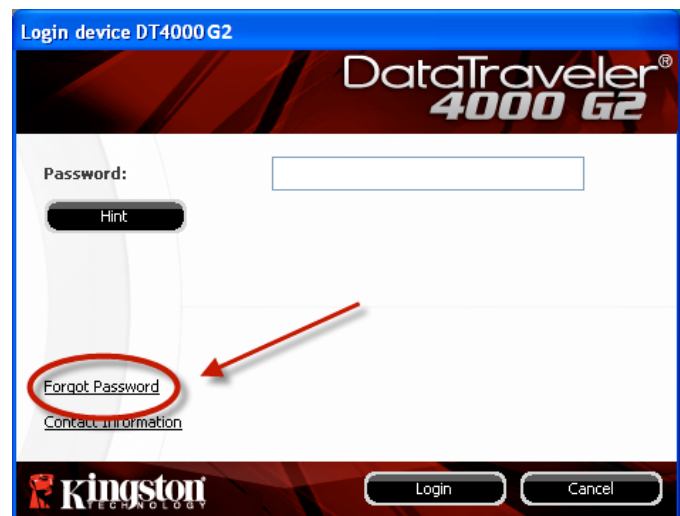 Login device DT4000 G2
DataTraveler®
4000 G2
Password:
Hint
Forgot Password
Contact Information
Kingston
TECHNOLOGY
Login
Cancel